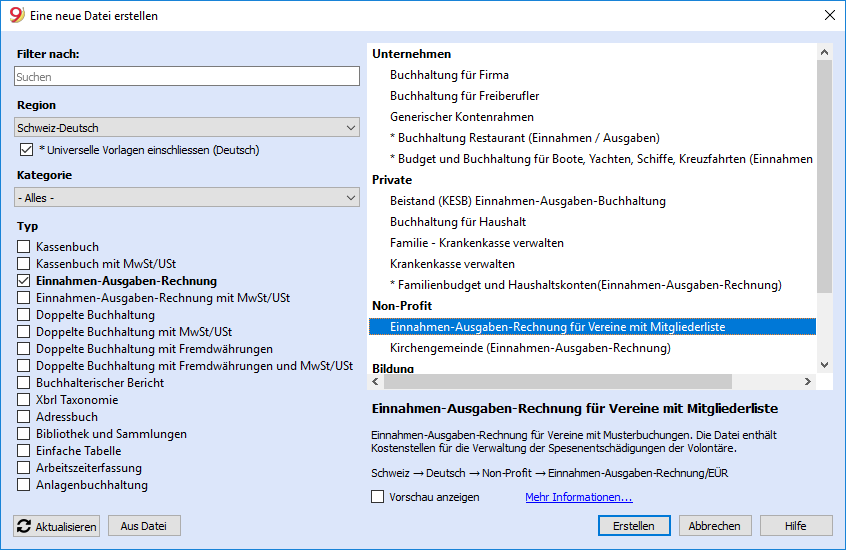 Eine neue Datei erstellen
Filter nach:
Suchen
Region
Schweiz-Deutsch
* Universelle Vorlagen einschliessen (Deutsch)
Kategorie
- Alles -
Typ
Kassenbuch
Kassenbuch mit MwSt/USt
Einnahmen-Ausgaben-Rechnung
Einnahmen-Ausgaben-Rechnung mit MwSt/USt
Doppelte Buchhaltung
Doppelte Buchhaltung mit MwSt/USt
Doppelte Buchhaltung mit Fremdwährungen
Doppelte Buchhaltung mit Fremdwährungen und MwSt/USt
Buchhalterischer Bericht
Xbrl Taxonomie
Adressbuch
Bibliothek und Sammlungen
Einfache Tabelle
Arbeitszeiterfassung
Anlagenbuchhaltung
Aktualisieren
Aus Datei
Unternehmen
Buchhaltung für Firma
Buchhaltung für Freiberufler
Generischer Kontenrahmen
* Buchhaltung Restaurant (Einnahmen / Ausgaben)
* Budget und Buchhaltung für Boote, Yachten, Schiffe, Kreuzfahrten (Einnahmen
Private
Beistand (KESB) Einnahmen-Ausgaben-Buchhaltung
Buchhaltung für Haushalt
Familie - Krankenkasse verwalten
Krankenkasse verwalten
* Familienbudget und Haushaltskonten(Einnahmen-Ausgaben-Rechnung)
Non-Profit
Einnahmen-Ausgaben-Rechnung für Vereine mit Mitgliederliste
Kirchengemeinde (Einnahmen-Ausgaben-Rechnung)
Bildung
Einnahmen-Ausgaben-Rechnung für Vereine mit Mitgliederliste
Einnahmen-Ausgaben-Rechnung für Vereine mit Musterbuchungen. Die Datei enthält
Kostenstellen für die Verwaltung der Spesenentschädigungen der Volontäre.
Schweiz → Deutsch → Non-Profit → Einnahmen-Ausgaben-Rechnung/EÜR
Vorschau anzeigen
Mehr Informationen...
Erstellen
Abbrechen
Hilfe